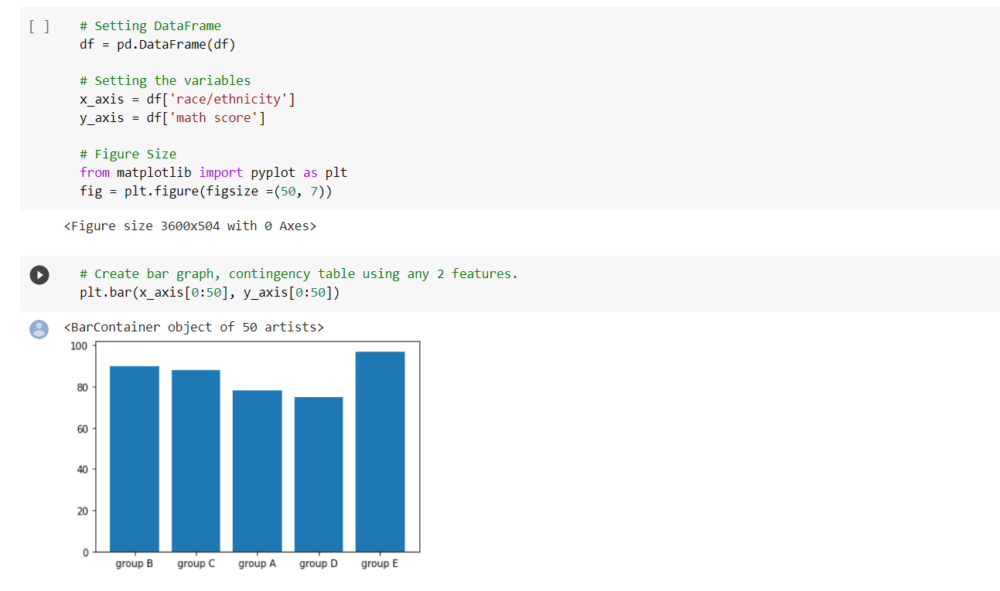 [ ]
# Setting DataFrame
df = pd.DataFrame(df)
# Setting the variables
x_axis = df['race/ethnicity']
y_axis = df['math score']
# Figure Size
from matplotlib import pyplot as plt
fig = plt.figure(figsize =(50, 7))
<Figure size 3600x504 with 0 Axes>
# Create bar graph, contingency table using any 2 features.
plt.bar(x_axis[0:50], y_axis[0:50])
<BarContainer object of 50 artists>
100
80
60
40
20
0
group B group C group A group D group E